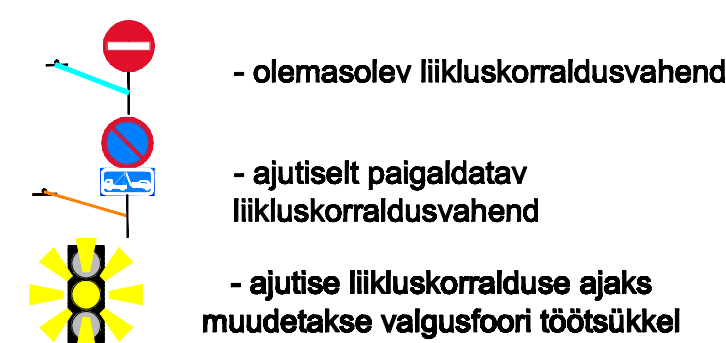 - olemasolev liikluskorraldusvahend
- ajutiselt paigaldatav
liikluskorraldusvahend
- ajutise liikluskorralduse ajaks
muudetakse valgusfoori töötsükkel